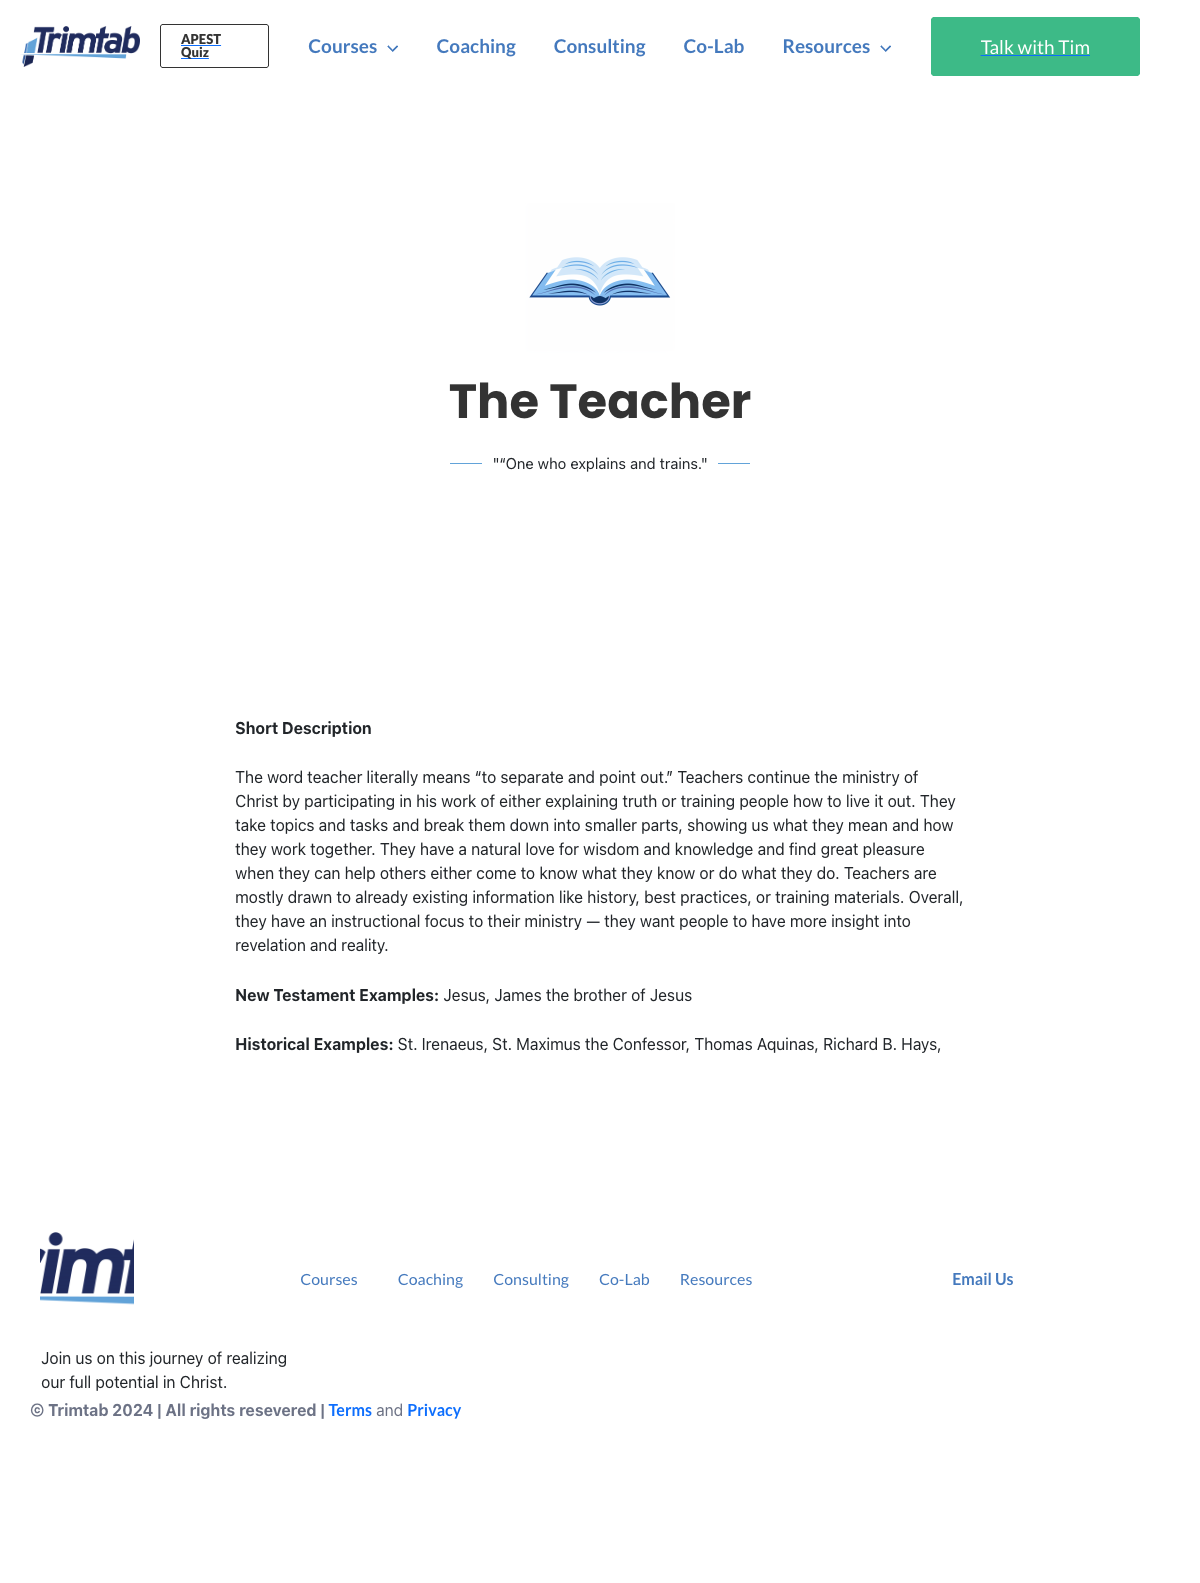 Trimtab
APEST
Quiz
Courses
Coaching
Consulting
Co-Lab
Resources
Talk with Tim
The Teacher
"“One who explains and trains."
Short Description
The word teacher literally means “to separate and point out.” Teachers continue the ministry of
Christ by participating in his work of either explaining truth or training people how to live it out. They
take topics and tasks and break them down into smaller parts, showing us what they mean and how
they work together. They have a natural love for wisdom and knowledge and find great pleasure
when they can help others either come to know what they know or do what they do. Teachers are
mostly drawn to already existing information like history, best practices, or training materials. Overall,
they have an instructional focus to their ministry — they want people to have more insight into
revelation and reality.
New Testament Examples: Jesus, James the brother of Jesus
Historical Examples: St. Irenaeus, St. Maximus the Confessor, Thomas Aquinas, Richard B. Hays,
Courses
Coaching
Consulting
Co-Lab
Resources
Email Us
Join us on this journey of realizing
our full potential in Christ.
© Trimtab 2024 | All rights resevered | Terms and Privacy